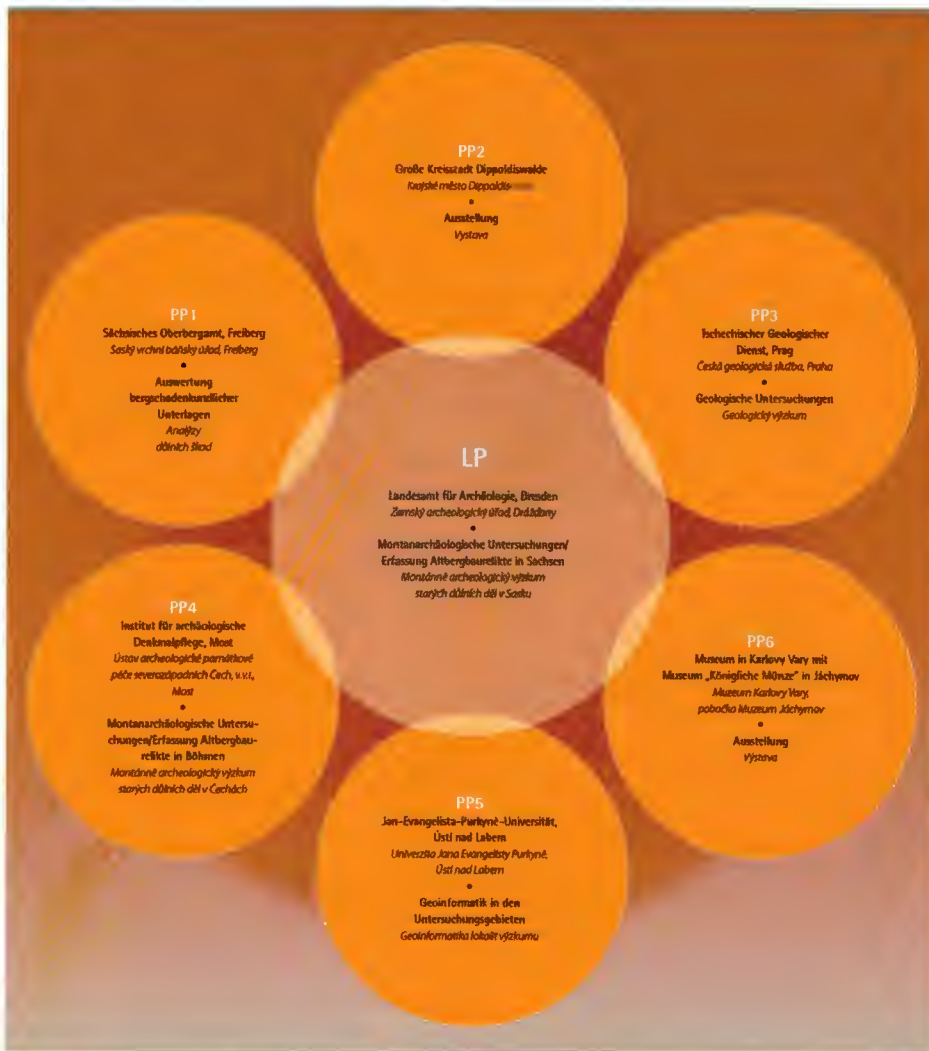 PP2
Große Kreisstadt Dippoldiswalde
Krajské město
•
Ausstellung
Výstava
PP1
Sächsisches Oberbergamt, Freiberg
Saský vrchní báňský úřad, Freiberg
•
Auswertung
bergschadenkundlicher
Unterlagen
Analýzy
důlních škod
PP3
Tschechischer Geologischer
Dienst, Prag
Česká geologická služba, Praha
•
Geologische Untersuchungen
Geologický výzkum
LP
Landesamt für Archäologie, Dresden
Zemský archeologický úřad, Drážďany
•
Montanarchäologische Untersuchungen/
Erfassung Altbergbaurelikte in Sachsen
Montánně archeologický výzkum
starých důlních děl v Sasku
PP4
Institut für archäologische
Denkmalpflege, Most
Ústav archeologické památkové
péče severozápadních Čech, v.v.i.,
Most
•
Montanarchäologische Untersu-
chungen/Erfassung Altbergbau-
relikte in Böhmen
Montánně archeologický výzkum
starých důlních děl v Čechách
PP6
Museum in Karlovy Vary mit
Museum „Königliche Münze" in Jáchymov
Muzeum Karlovy Vary,
pobočka Muzeum Jáchymov
•
Ausstellung
Výstava
PP5
Jan-Evangelista-Purkyně-Universität,
Ústí nad Labem
Univerzita Jana Evangelisty Purkyně,
Ústí nad Labem
•
Geoinformatik in den
Untersuchungsgebieten
Geoinformatika lokalit výzkumu